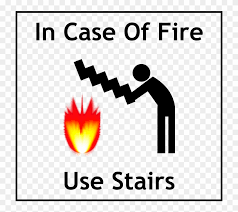 In Case Of Fire
Use Stairs